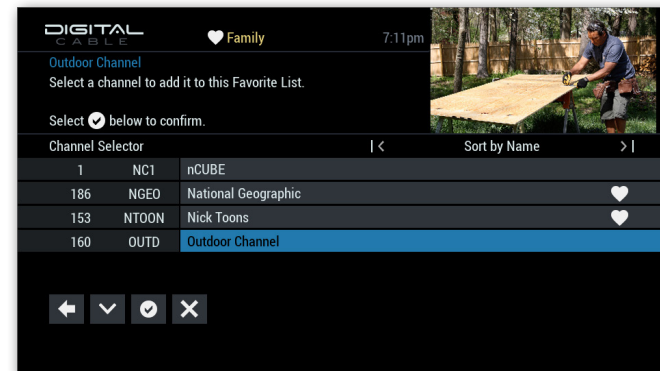 DIGITAL
CABLE
Family
7:11pm
Outdoor Channel
Select a channel to add it to this Favorite List.
Select below to confirm.
Channel Selector |< Sort by Name >|
1 NC1 nCUBE
186 NGEO National Geographic
153 NTOON Nick Toons
160 OUTD Outdoor Channel